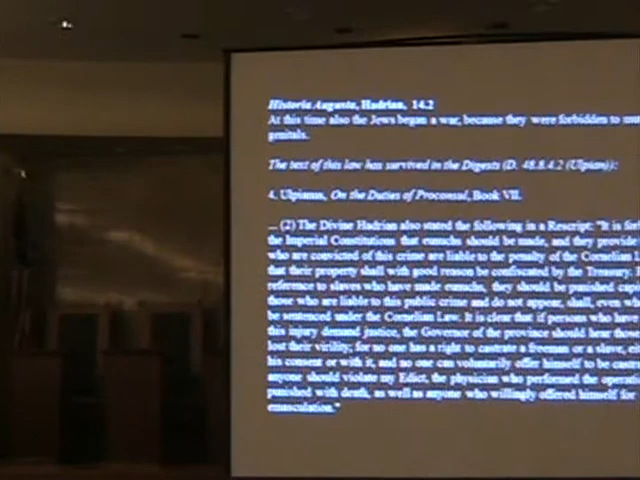 Historia Augusta, Hadrian, 14.2
At this time also the Jews began a war, because they were forbidden to
genitals.
The text of this law has survived in the Digests (D. 48.8.4.2 (Ulpian)):
4. Ulpianus, On the Duties of Proconsul, Book VII.
... (2) The Divine Hadrian also stated the following in a Rescript: "It is
the Imperial Constitutions that eunuchs should be made, and they
who are convicted of this crime are liable to the penalty of the Cornelian
that their property shall with good reason be confiscated by the Treasury.
reference to slaves who have made eunuchs, they should be punished
those who are liable to this public crime and do not appear, shall, even
be sentenced under the Cornelian Law. It is clear that if persons who have
this injury demand justice, the Governor of the province should hear
lost their virility; for no one has a right to castrate a freeman or a slave,
his consent or with it, and no one can voluntarily offer himself to be
anyone should violate my Edict, the physician who performed the
punished with death, as well as anyone who willingly offered himself for
emasculation."